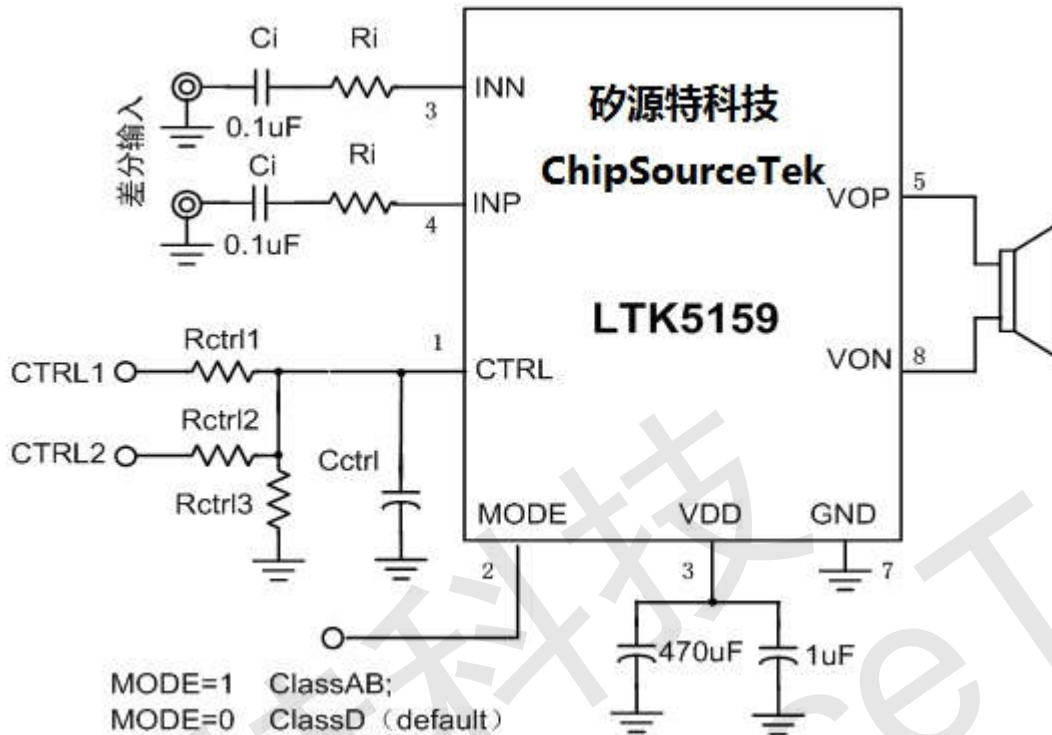 Ci
Ri
INN
3
0.1uF
差分输入
Ci
Ri
INP
4
0.1uF
矽源特科技
ChipSourceTek
LTK5159
VOP
5
VON
8
CTRL1
Rctrl1
1
CTRL
CTRL2
Rctrl2
Rctrl3
Cctrl
MODE
VDD
GND
2
3
7
470uF
1uF
MODE=1 ClassAB;
MODE=0 ClassD（default）